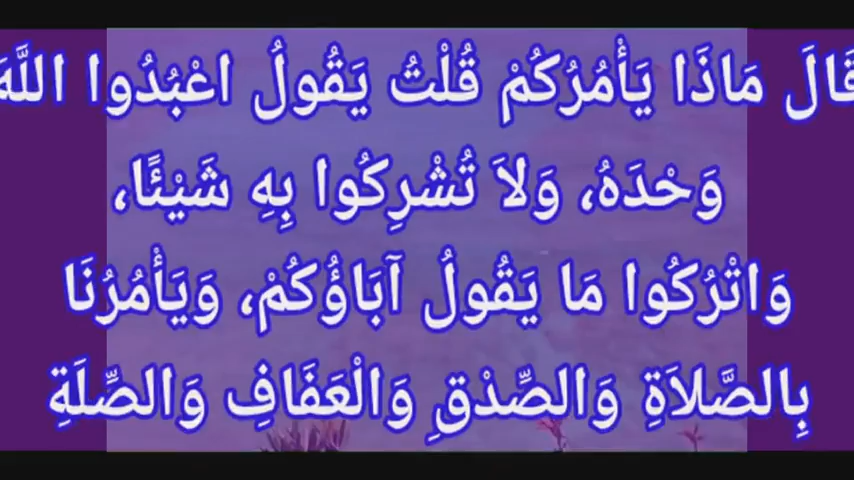 قَالَ مَاذَا يَأْمُرُكُمْ قُلْتُ يَقُولُ اعْبُدُوا اللَّهَ
وَحْدَهُ، وَلاَ تُشْرِكُوا بِهِ شَيْئًا،
وَاتْرُكُوا مَا يَقُولُ آبَاؤُكُمْ، وَيَأْمُرُنَا
بِالصَّلاَةِ وَالصِّدْقِ وَالْعَفَافِ وَالصِّلَةِ